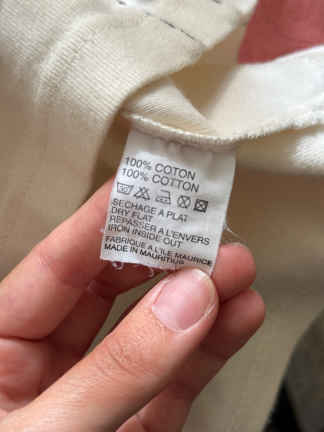 100% COTON
100% COTTON
SECHAGE A PLAT
DRY FLAT
REPASSER A L'ENVERS
IRON INSIDE OUT
FABRIQUE A L'ILE MAURICE
MADE IN MAURITIUS